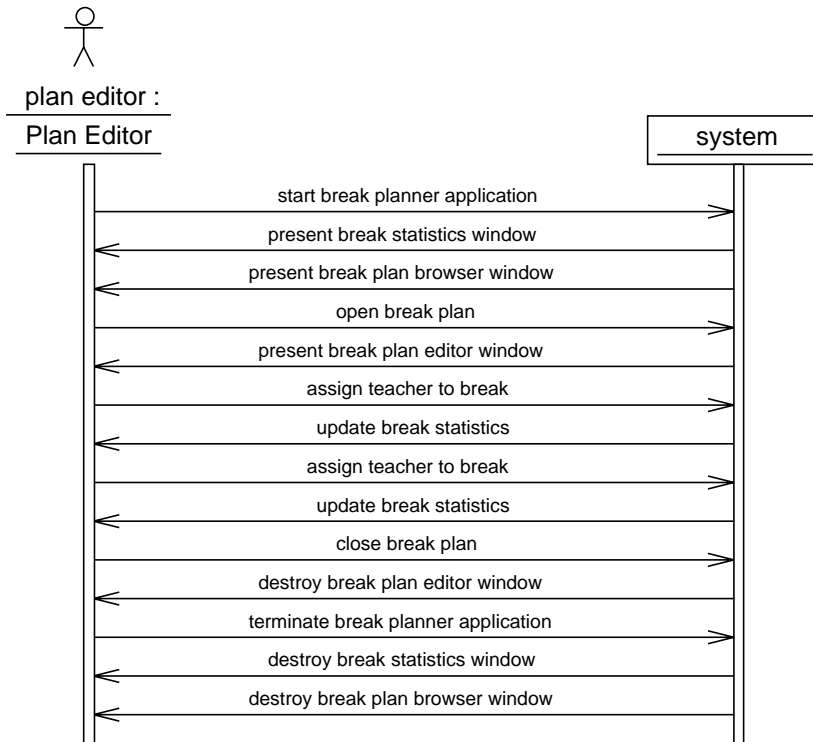 plan editor :
Plan Editor
system
start break planner application
present break statistics window
present break plan browser window
open break plan
present break plan editor window
assign teacher to break
update break statistics
assign teacher to break
update break statistics
close break plan
destroy break plan editor window
terminate break planner application
destroy break statistics window
destroy break plan browser window